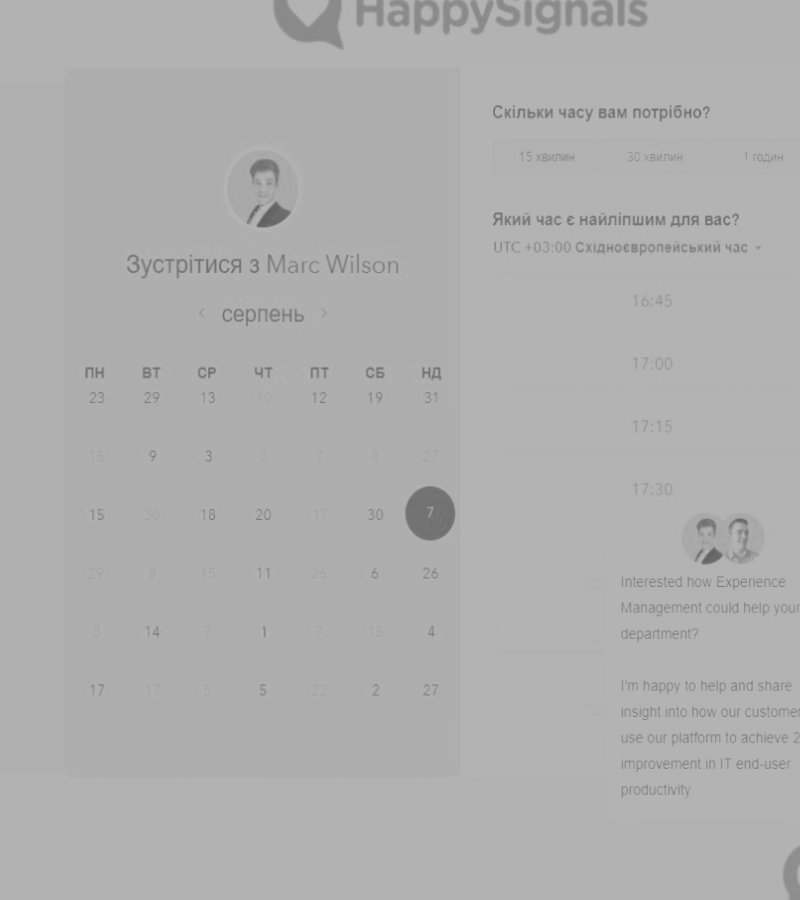 HappySignals
Зустрітися з Marc Wilson
‹ серпень ›
ПН ВТ СР ЧТ ПТ СБ НД
23 29 13 10 12 19 31
15 9 3 3 7 8 27
15 30 18 20 17 30 7
29 8 15 11 26 6 26
3 14 7 1 7 15 4
17 17 5 5 22 2 27
Скільки часу вам потрібно?
15 хвилин 30 хвилин 1 годин
Який час є найліпшим для вас?
UTC +03:00 Східноєвропейський час
16:45
17:00
17:15
17:30
Interested how Experience
Management could help your
department?
I'm happy to help and share
insight into how our customer
use our platform to achieve 2
improvement in IT end-user
productivity